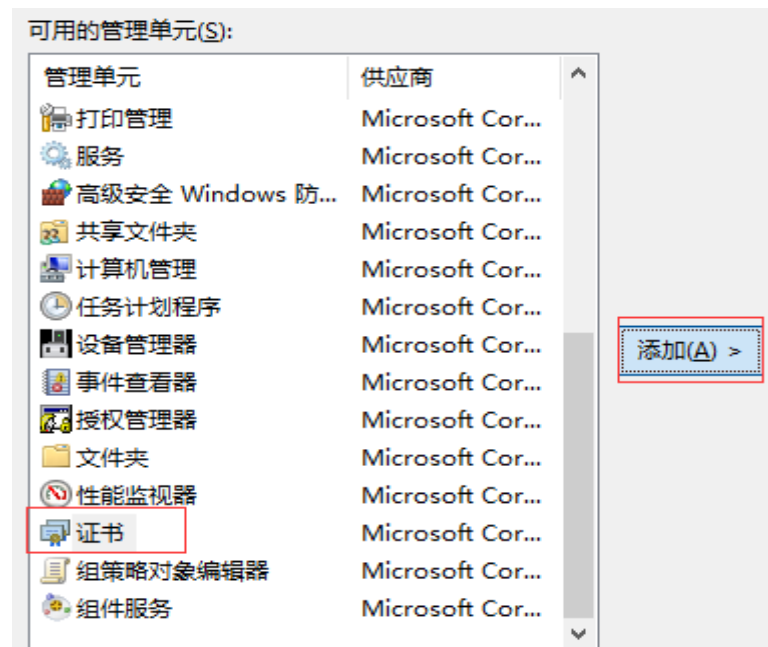 可用的管理单元(S):
管理单元 供应商
打印管理 Microsoft Cor...
服务 Microsoft Cor...
高级安全 Windows 防... Microsoft Cor...
共享文件夹 Microsoft Cor...
计算机管理 Microsoft Cor...
任务计划程序 Microsoft Cor...
设备管理器 Microsoft Cor...
添加(A) >
事件查看器 Microsoft Cor...
授权管理器 Microsoft Cor...
文件夹 Microsoft Cor...
性能监视器 Microsoft Cor...
证书 Microsoft Cor...
组策略对象编辑器 Microsoft Cor...
组件服务 Microsoft Cor...